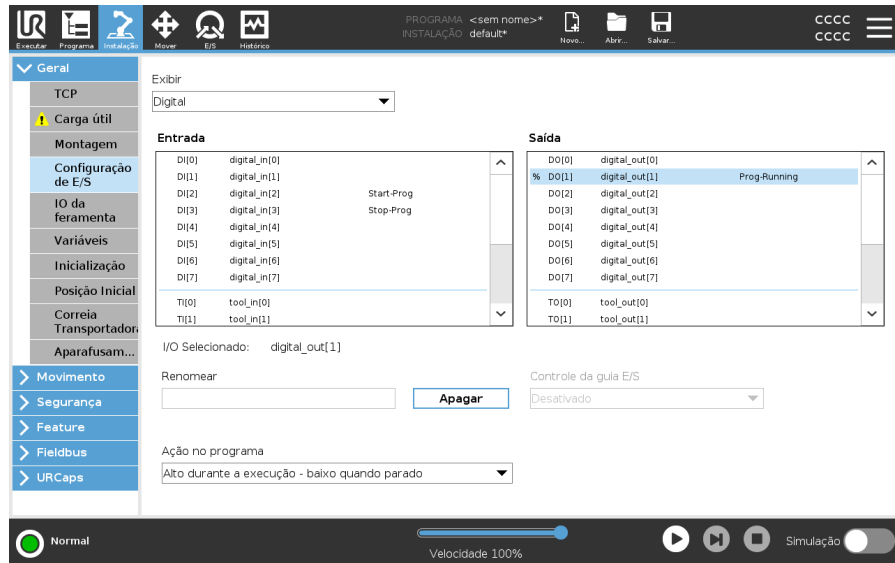 UR
PROGRAMA <sem nome>*
INSTALAÇÃO default*
Executar Programa Instalação Mover E/S Histórico
Novo... Abrir... Salvar...
CCCC
CCCC
Geral
TCP
Carga útil
Montagem
Configuração
de E/S
IO da
ferramenta
Variáveis
Inicialização
Posição Inicial
Correia
Transportadora
Aparafusam...
Movimento
Segurança
Feature
Fieldbus
URCaps
Exibir
Digital
Entrada
DI[0] digital_in[0]
DI[1] digital_in[1]
DI[2] digital_in[2] Start-Prog
DI[3] digital_in[3] Stop-Prog
DI[4] digital_in[4]
DI[5] digital_in[5]
DI[6] digital_in[6]
DI[7] digital_in[7]
TI[0] tool_in[0]
TI[1] tool_in[1]
Saída
DO[0] digital_out[0]
% DO[1] digital_out[1] Prog-Running
DO[2] digital_out[2]
DO[3] digital_out[3]
DO[4] digital_out[4]
DO[5] digital_out[5]
DO[6] digital_out[6]
DO[7] digital_out[7]
TO[0] tool_out[0]
TO[1] tool_out[1]
I/O Selecionado: digital_out[1]
Renomear
Apagar
Controle da guia E/S
Desativado
Ação no programa
Alto durante a execução - baixo quando parado
Normal
Velocidade 100%
Simulação